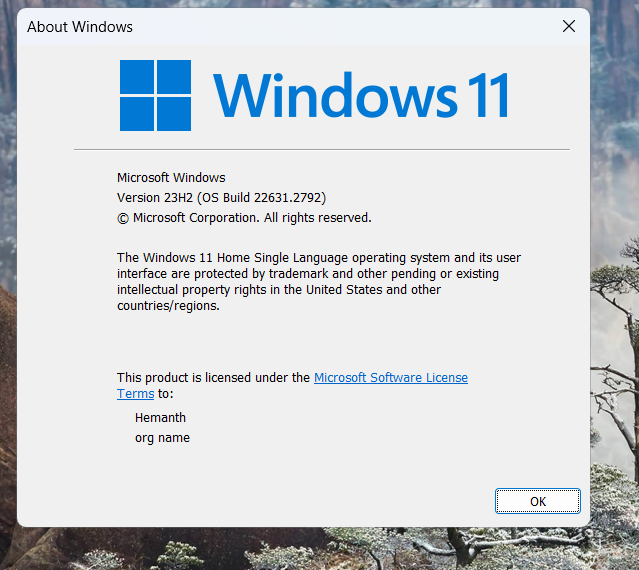 About Windows
Windows 11
Microsoft Windows
Version 23H2 (OS Build 22631.2792)
© Microsoft Corporation. All rights reserved.
The Windows 11 Home Single Language operating system and its user
interface are protected by trademark and other pending or existing
intellectual property rights in the United States and other
countries/regions.
This product is licensed under the Microsoft Software License
Terms to:
Hemanth
org name
OK